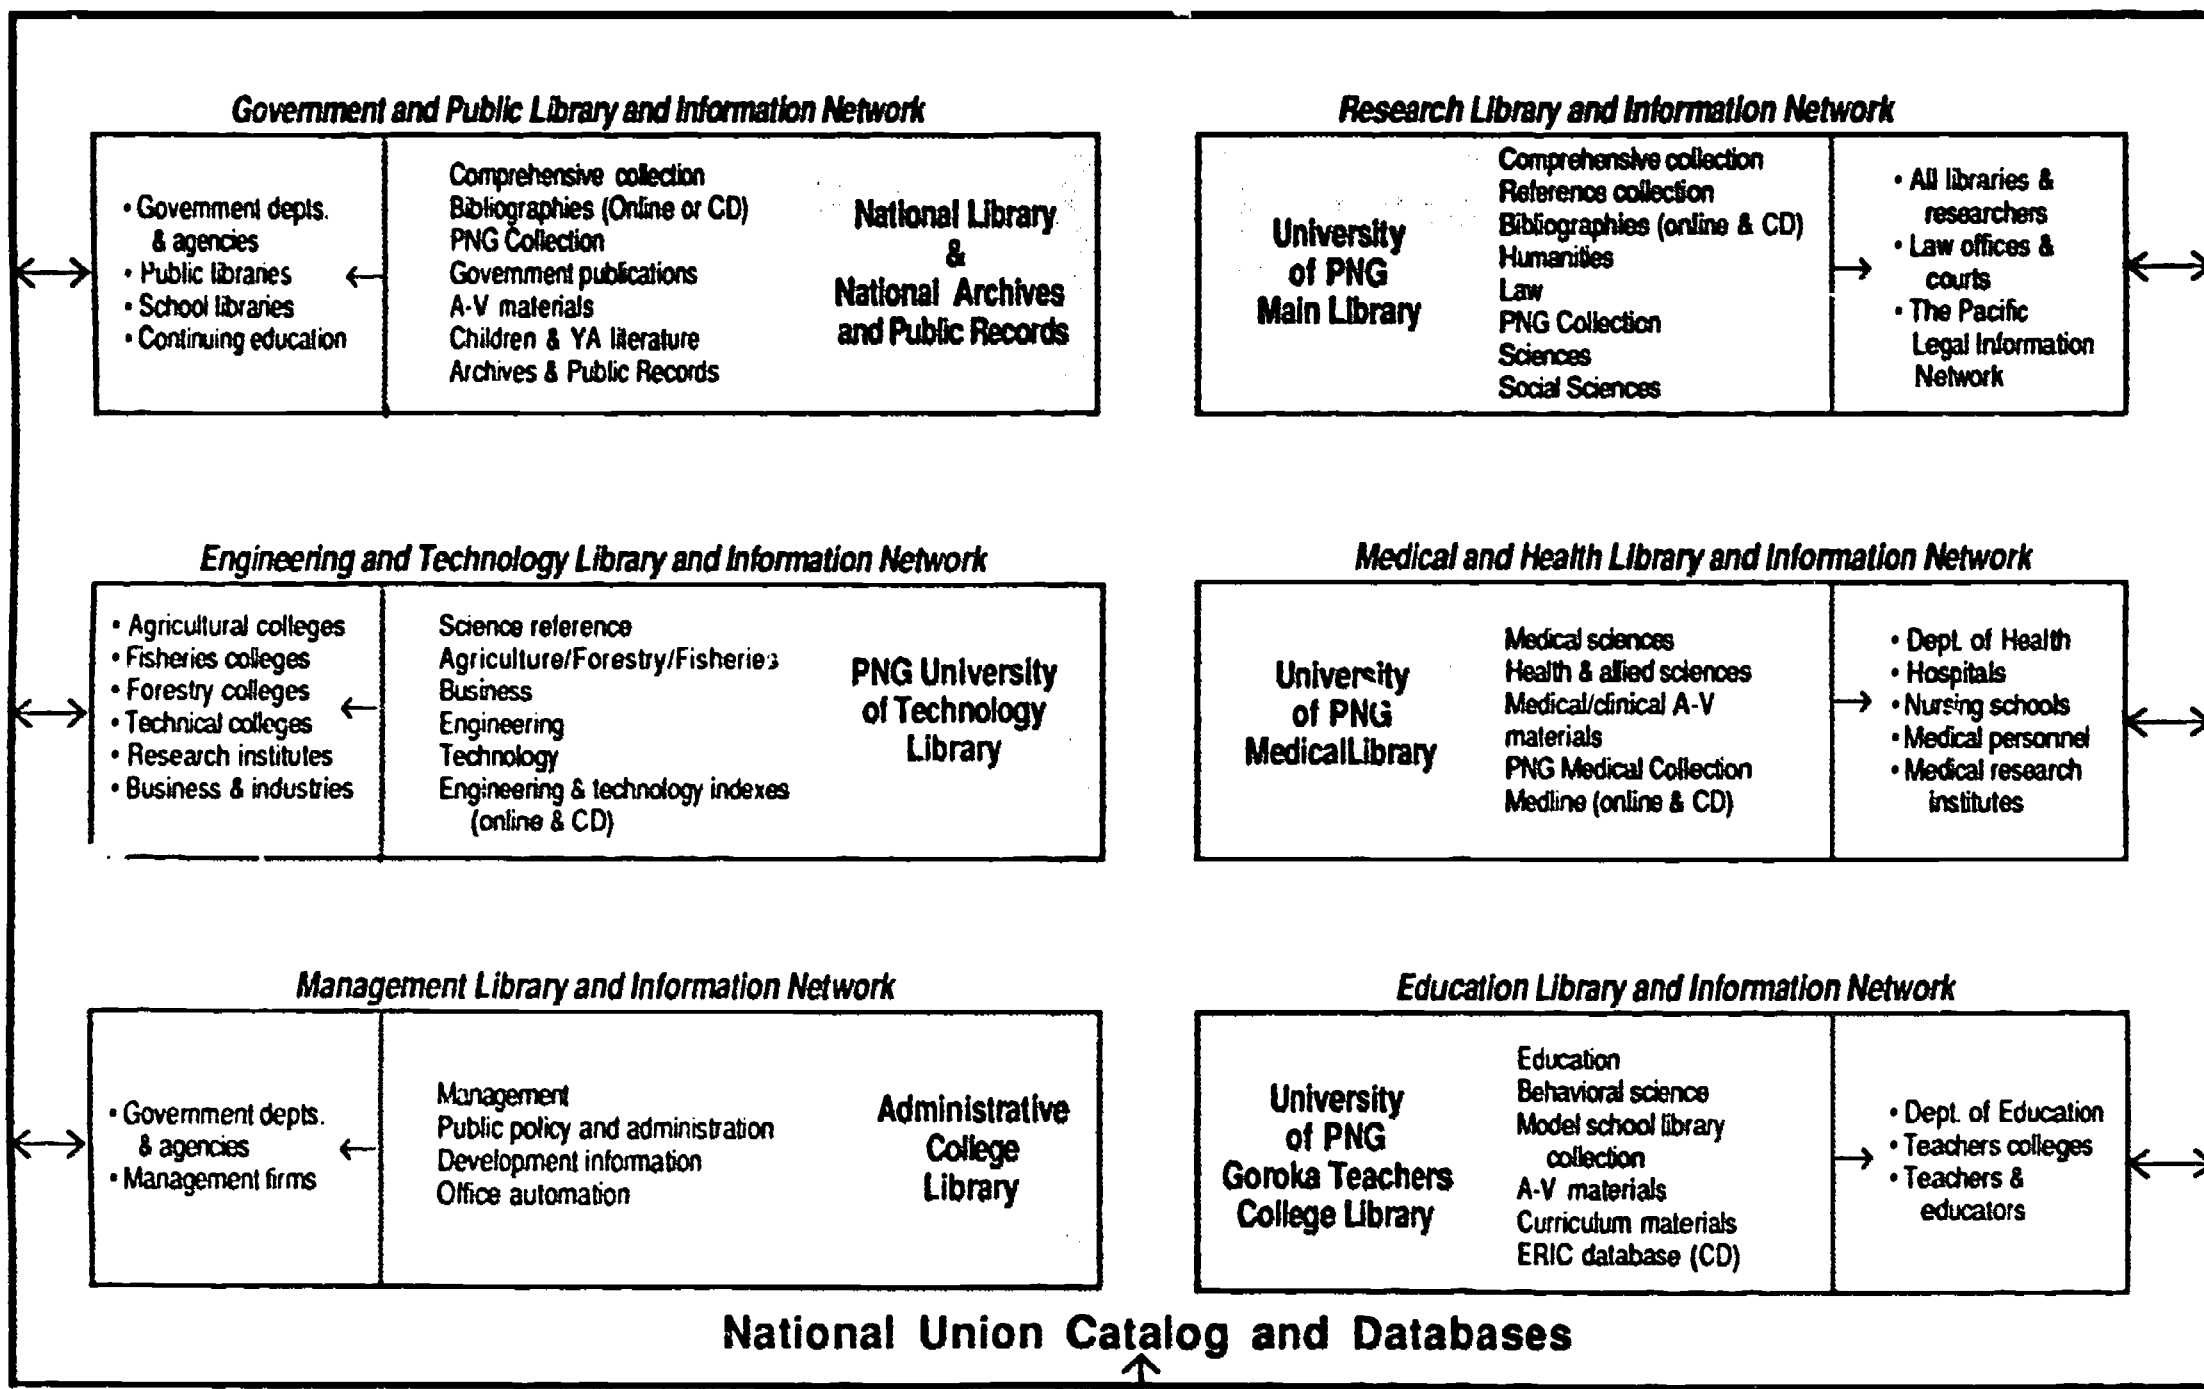 Government and Public Library and Information Network
• Government depts.
& agencies
• Public libraries
• School libraries
• Continuing education
Comprehensive collection
Bibliographies (Online or CD)
PNG Collection
Government publications
A-V materials
Children & YA literature
Archives & Public Records
National Library
&
National Archives
and Public Records
Research Library and Information Network
University
of PNG
Main Library
Comprehensive collection
Reference collection
Bibliographies (online & CD)
Humanities
Law
PNG Collection
Sciences
Social Sciences
• All libraries &
researchers
• Law offices &
courts
• The Pacific
Legal Information
Network
Engineering and Technology Library and Information Network
• Agricultural colleges
• Fisheries colleges
• Forestry colleges
• Technical colleges
• Research institutes
• Business & industries
Science reference
Agriculture/Forestry/Fisheries
Business
Engineering
Technology
Engineering & technology indexes
(online & CD)
PNG University
of Technology
Library
Medical and Health Library and Information Network
University
of PNG
MedicalLibrary
Medical sciences
Health & allied sciences
Medical/clinical A-V
materials
PNG Medical Collection
Medline (online & CD)
• Dept. of Health
• Hospitals
• Nursing schools
• Medical personnel
• Medical research
institutes
Management Library and Information Network
• Government depts.
& agencies
• Management firms
Management
Public policy and administration
Development information
Office automation
Administrative
College
Library
Education Library and Information Network
University
of PNG
Goroka Teachers
College Library
Education
Behavioral science
Model school library
collection
A-V materials
Curriculum materials
ERIC database (CD)
• Dept. of Education
• Teachers colleges
• Teachers &
educators
National Union Catalog and Databases